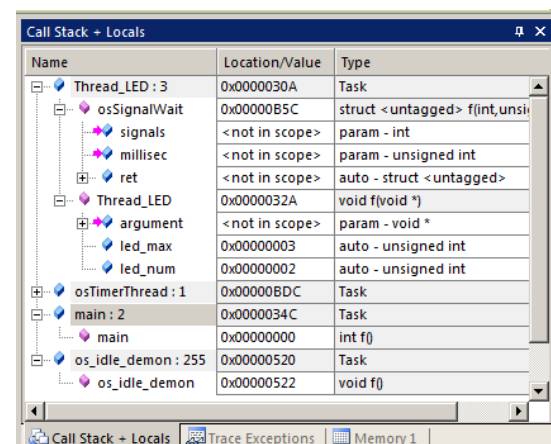 Call Stack + Locals
Name Location/Value Type
Thread_LED : 3 0x0000030A Task
osSignalWait 0x00000B5C struct <untagged> f(int,unsi
signals <not in scope> param - int
millisec <not in scope> param - unsigned int
ret <not in scope> auto - struct <untagged>
Thread_LED 0x0000032A void f(void *)
argument <not in scope> param - void *
led_max 0x00000003 auto - unsigned int
led_num 0x00000002 auto - unsigned int
osTimerThread : 1 0x00000BDC Task
main : 2 0x0000034C Task
main 0x00000000 int f()
os_idle_demon : 255 0x00000520 Task
os_idle_demon 0x00000522 void f()
Call Stack + Locals Trace Exceptions Memory 1